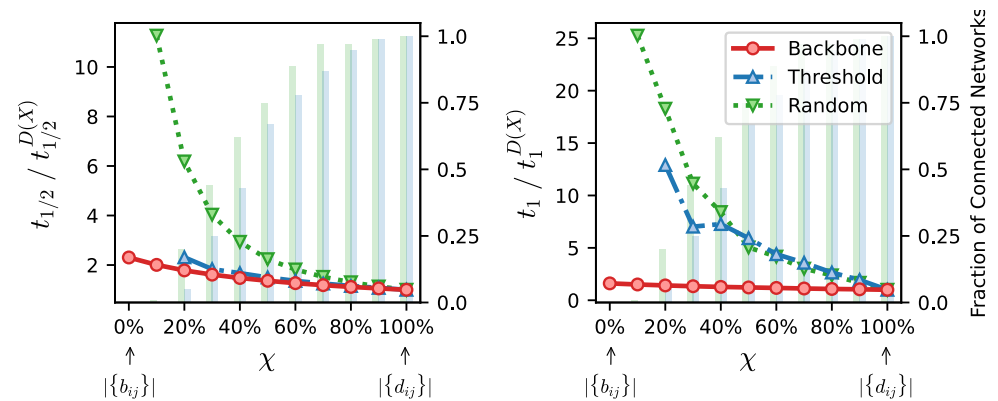 t_{1/2} / t_{1/2}^{D(X)}
10
8
6
4
2
1.0
0.75
0.5
0.25
0.0
0% 20% 40% 60% 80% 100%
χ
↑ ↑
|{b_{ij}}| |{d_{ij}}|
t_1 / t_1^{D(X)}
25
20
15
10
5
0
Backbone
Threshold
Random
1.0
0.75
0.5
0.25
0.0
Fraction of Connected Networks
0% 20% 40% 60% 80% 100%
χ
↑ ↑
|{b_{ij}}| |{d_{ij}}|